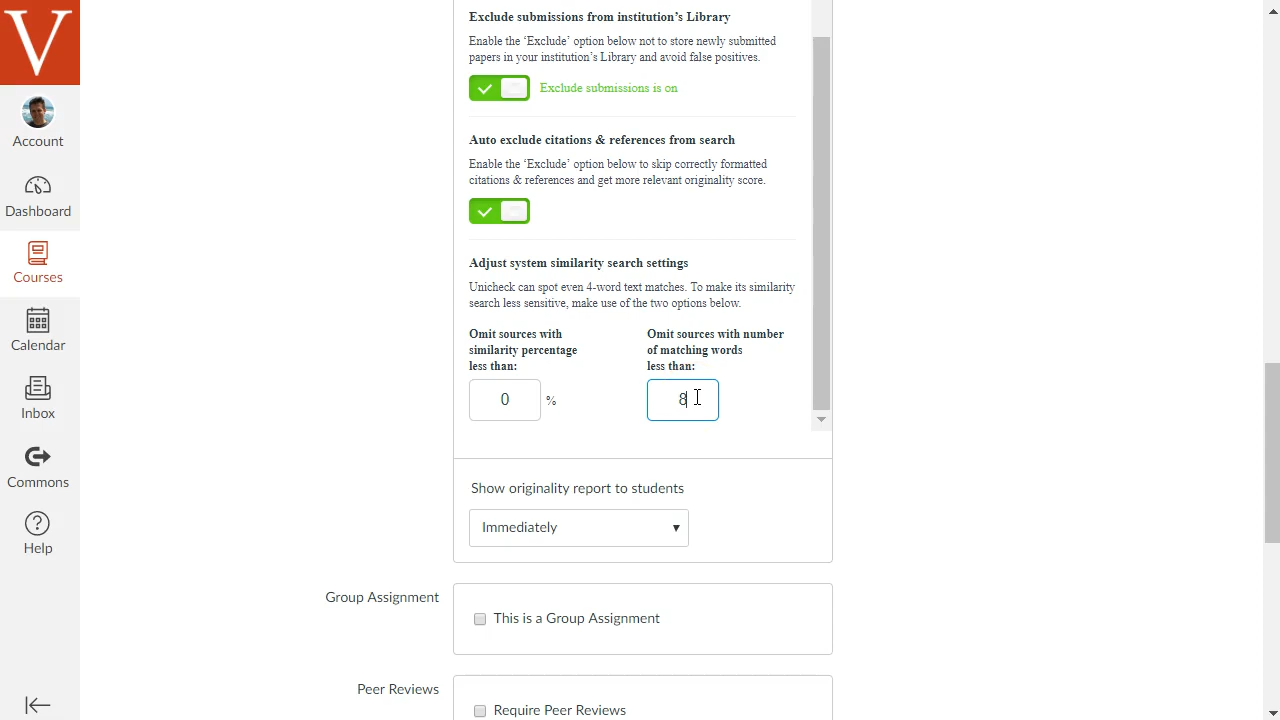 V
Account
Dashboard
Courses
Calendar
Inbox
Commons
Help
Exclude submissions from institution’s Library
Enable the ‘Exclude’ option below not to store newly submitted
papers in your institution’s Library and avoid false positives.
Exclude submissions is on
Auto exclude citations & references from search
Enable the ‘Exclude’ option below to skip correctly formatted
citations & references and get more relevant originality score.
Adjust system similarity search settings
Unicheck can spot even 4-word text matches. To make its similarity
search less sensitive, make use of the two options below.
Omit sources with
similarity percentage
less than:
0 %
Omit sources with number
of matching words
less than:
8
Show originality report to students
Immediately
Group Assignment
This is a Group Assignment
Peer Reviews
Require Peer Reviews